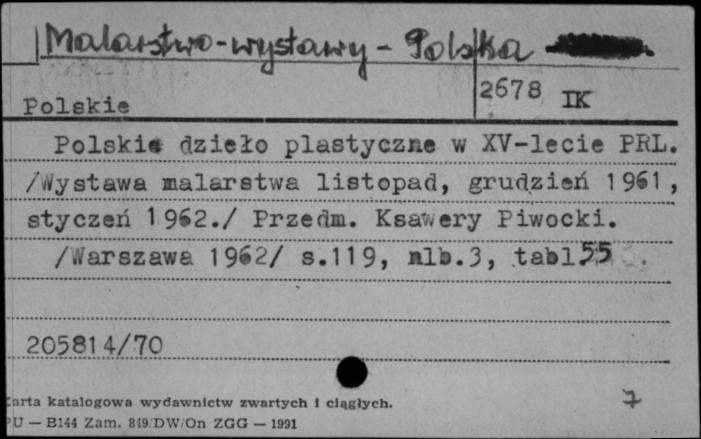 Malarstwo-wystawy - Polska
Polskie
2678 IK
Polskie dzieło plastyczne w XV-lecie PRL.
/Wystawa malarstwa listopad, grudzień 1961,
styczeń 1962./ Przedm. Ksawery Piwocki.
/Warszawa 1962/ s.119, nlb.3, tabl.55 .
205814/70
7
Karta katalogowa wydawnictw zwartych i ciągłych.
PU — B144 Zam. 849/DW/On ZGG — 1991